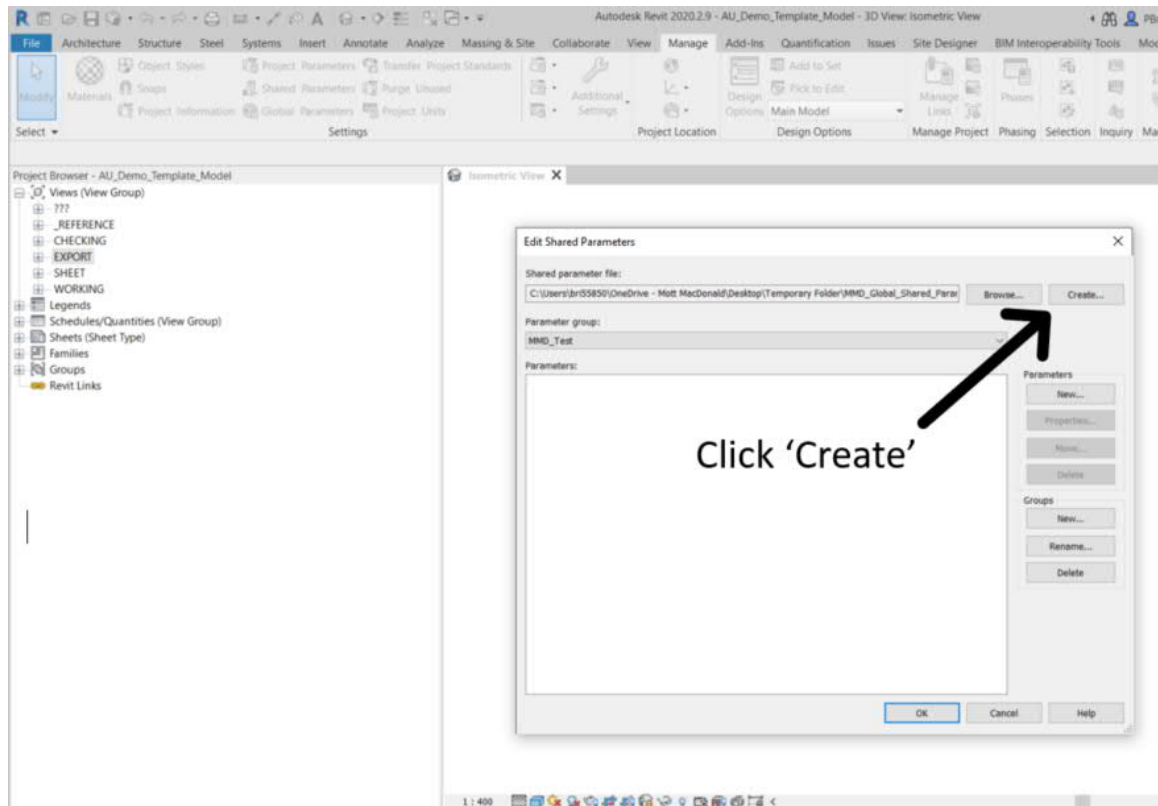 Autodesk Revit 2020.2.9 - AU_Demo_Template_Model - 3D View: Isometric View
File Architecture Structure Steel Systems Insert Annotate Analyze Massing & Site Collaborate View Manage Add-Ins Quantification Issues Site Designer BIM Interoperability Tools
Object Styles Project Parameters Transfer Project Standards Add to Set
Modify Materials Snaps Shared Parameters Purge Unused Additional Settings Design Options Pick to Edit Manage Links Phases
Project Information Global Parameters Project Units Main Model
Select Settings Project Location Design Options Manage Project Phasing Selection Inquiry
Project Browser - AU_Demo_Template_Model
Isometric View
Views (View Group)
???
_REFERENCE
CHECKING
EXPORT
SHEET
WORKING
Legends
Schedules/Quantities (View Group)
Sheets (Sheet Type)
Families
Groups
Revit Links
Edit Shared Parameters
Shared parameter file:
C:\Users\bri55850\OneDrive - Mott MacDonald\Desktop\Temporary Folder\MMD_Global_Shared_Parar
Browse... Create...
Parameter group:
MMD_Test
Parameters:
Parameters
New...
Properties...
Move...
Delete
Click 'Create'
Groups
New...
Rename...
Delete
OK Cancel Help
1 : 400